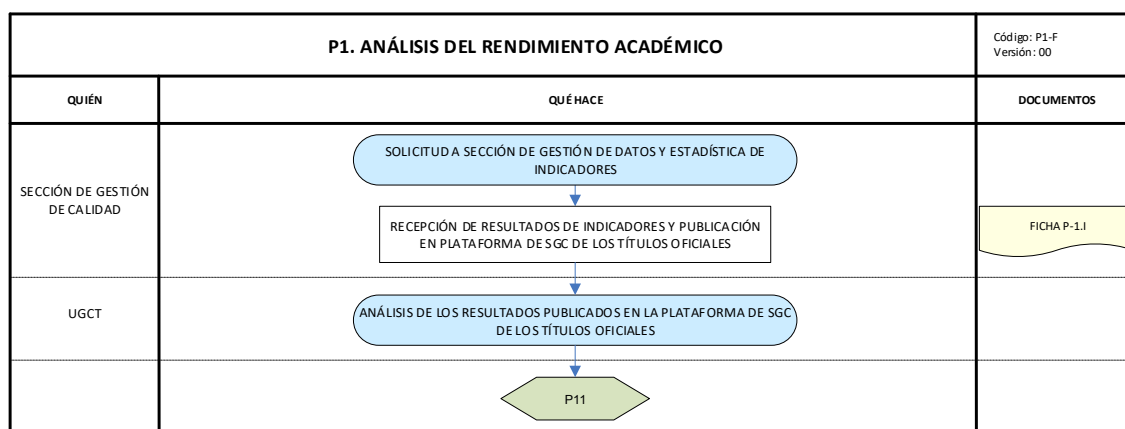 P1. ANÁLISIS DEL RENDIMIENTO ACADÉMICO
Código: P1-F
Versión: 00
QUIÉN
QUÉ HACE
DOCUMENTOS
SECCIÓN DE GESTIÓN
DE CALIDAD
SOLICITUD A SECCIÓN DE GESTIÓN DE DATOS Y ESTADÍSTICA DE
INDICADORES
RECEPCIÓN DE RESULTADOS DE INDICADORES Y PUBLICACIÓN
EN PLATAFORMA DE SGC DE LOS TÍTULOS OFICIALES
FICHA P-1.I
UGCT
ANÁLISIS DE LOS RESULTADOS PUBLICADOS EN LA PLATAFORMA DE SGC
DE LOS TÍTULOS OFICIALES
P11